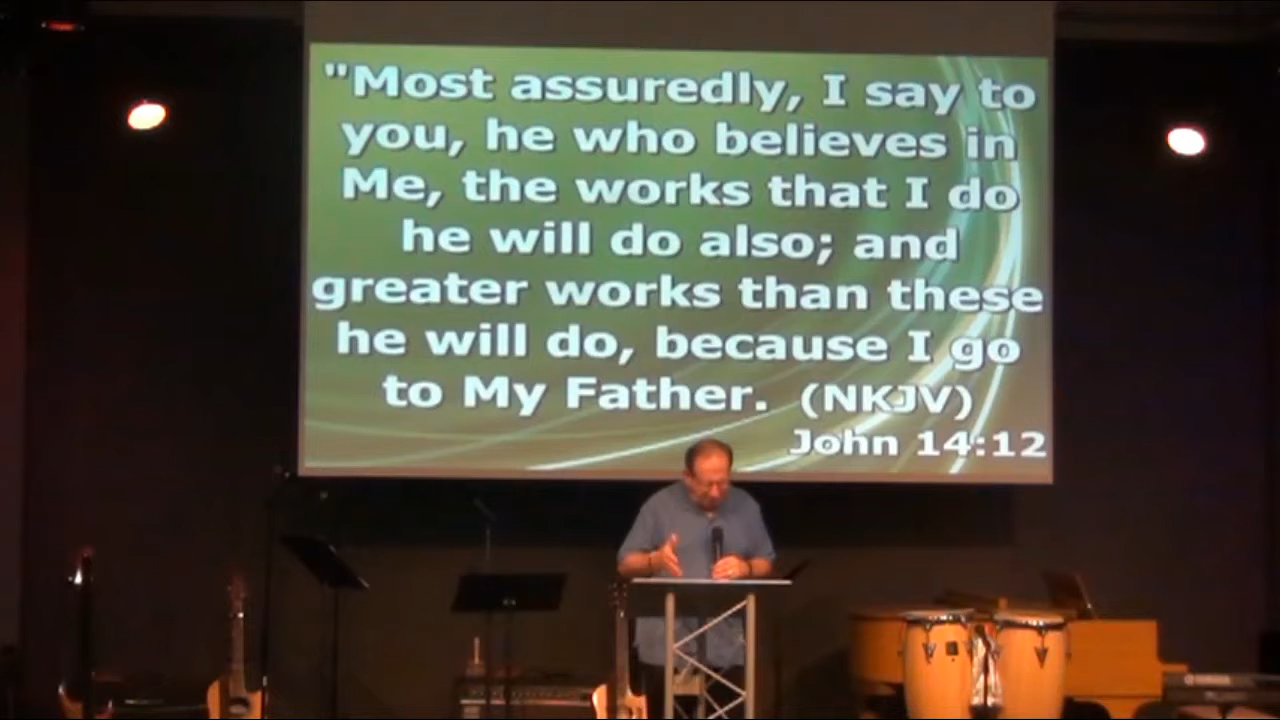 "Most assuredly, I say to
you, he who believes in
Me, the works that I do
he will do also; and
greater works than these
he will do, because I go
to My Father. (NKJV)
John 14:12